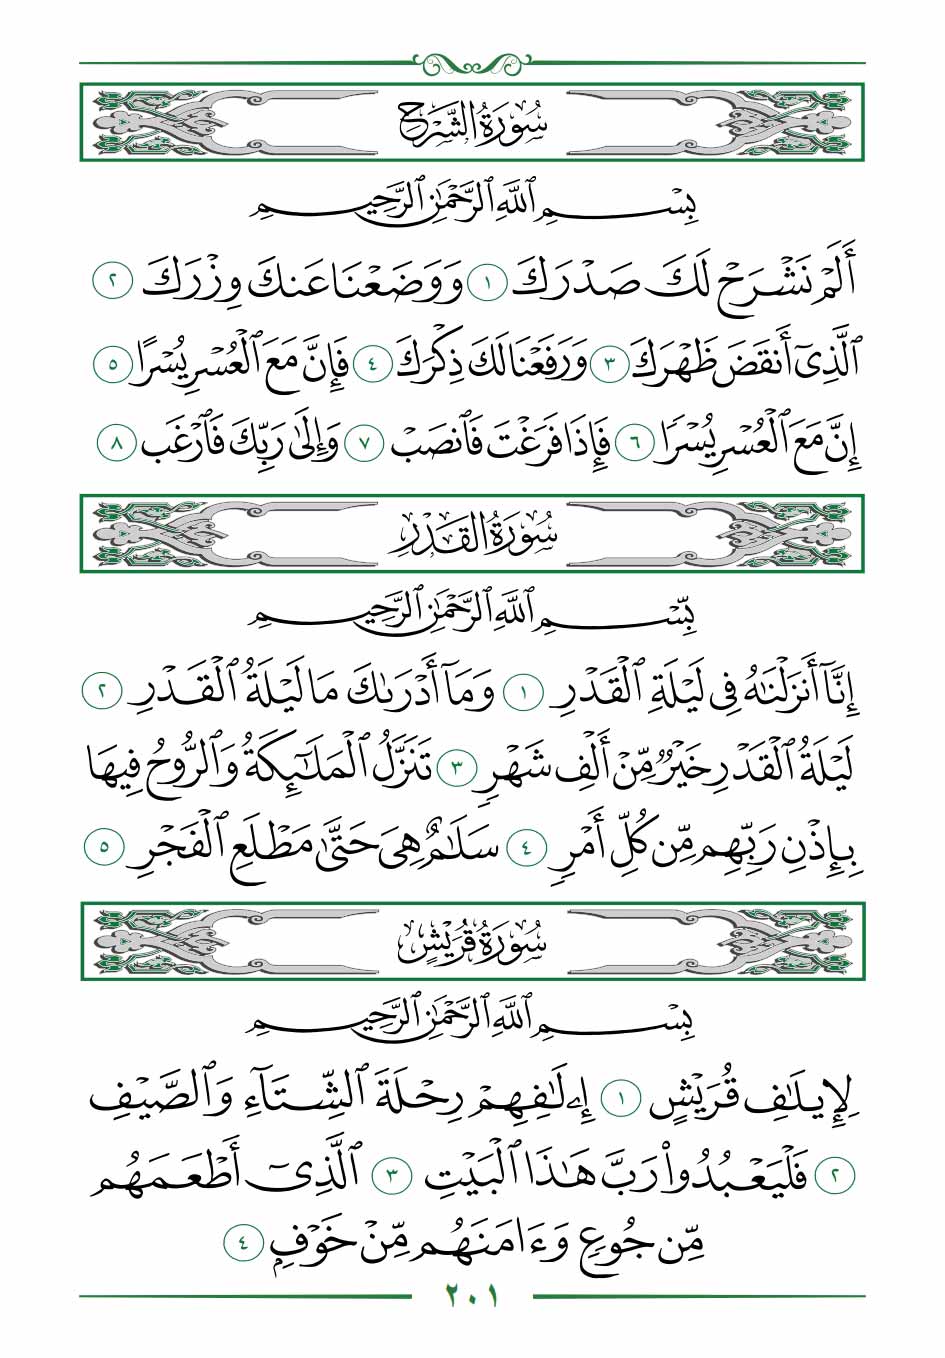 سُورَةُ الشَّرْحِ
بِسْمِ ٱللَّهِ ٱلرَّحْمَٰنِ ٱلرَّحِيمِ
أَلَمْ نَشْرَحْ لَكَ صَدْرَكَ ١ وَوَضَعْنَا عَنكَ وِزْرَكَ ٢
ٱلَّذِىٓ أَنقَضَ ظَهْرَكَ ٣ وَرَفَعْنَا لَكَ ذِكْرَكَ ٤ فَإِنَّ مَعَ ٱلْعُسْرِ يُسْرًا ٥
إِنَّ مَعَ ٱلْعُسْرِ يُسْرًا ٦ فَإِذَا فَرَغْتَ فَٱنصَبْ ٧ وَإِلَىٰ رَبِّكَ فَٱرْغَب ٨
سُورَةُ القَدْرِ
بِّسْمِ ٱللَّهِ ٱلرَّحْمَٰنِ ٱلرَّحِيمِ
إِنَّآ أَنزَلْنَٰهُ فِى لَيْلَةِ ٱلْقَدْرِ ١ وَمَآ أَدْرَىٰكَ مَا لَيْلَةُ ٱلْقَدْرِ ٢
لَيْلَةُ ٱلْقَدْرِ خَيْرٌ مِّنْ أَلْفِ شَهْرٍ ٣ تَنَزَّلُ ٱلْمَلَٰٓئِكَةُ وَٱلرُّوحُ فِيهَا
بِإِذْنِ رَبِّهِم مِّن كُلِّ أَمْرٍ ٤ سَلَٰمٌ هِىَ حَتَّىٰ مَطْلَعِ ٱلْفَجْرِ ٥
سُورَةُ قُرَيْشٍ
بِسْمِ ٱللَّهِ ٱلرَّحْمَٰنِ ٱلرَّحِيمِ
لِإِيلَٰفِ قُرَيْشٍ ١ إِۦلَٰفِهِمْ رِحْلَةَ ٱلشِّتَآءِ وَٱلصَّيْفِ
٢ فَلْيَعْبُدُوا۟ رَبَّ هَٰذَا ٱلْبَيْتِ ٣ ٱلَّذِىٓ أَطْعَمَهُم
مِّن جُوعٍ وَءَامَنَهُم مِّنْ خَوْفٍۭ ٤
٢٠١